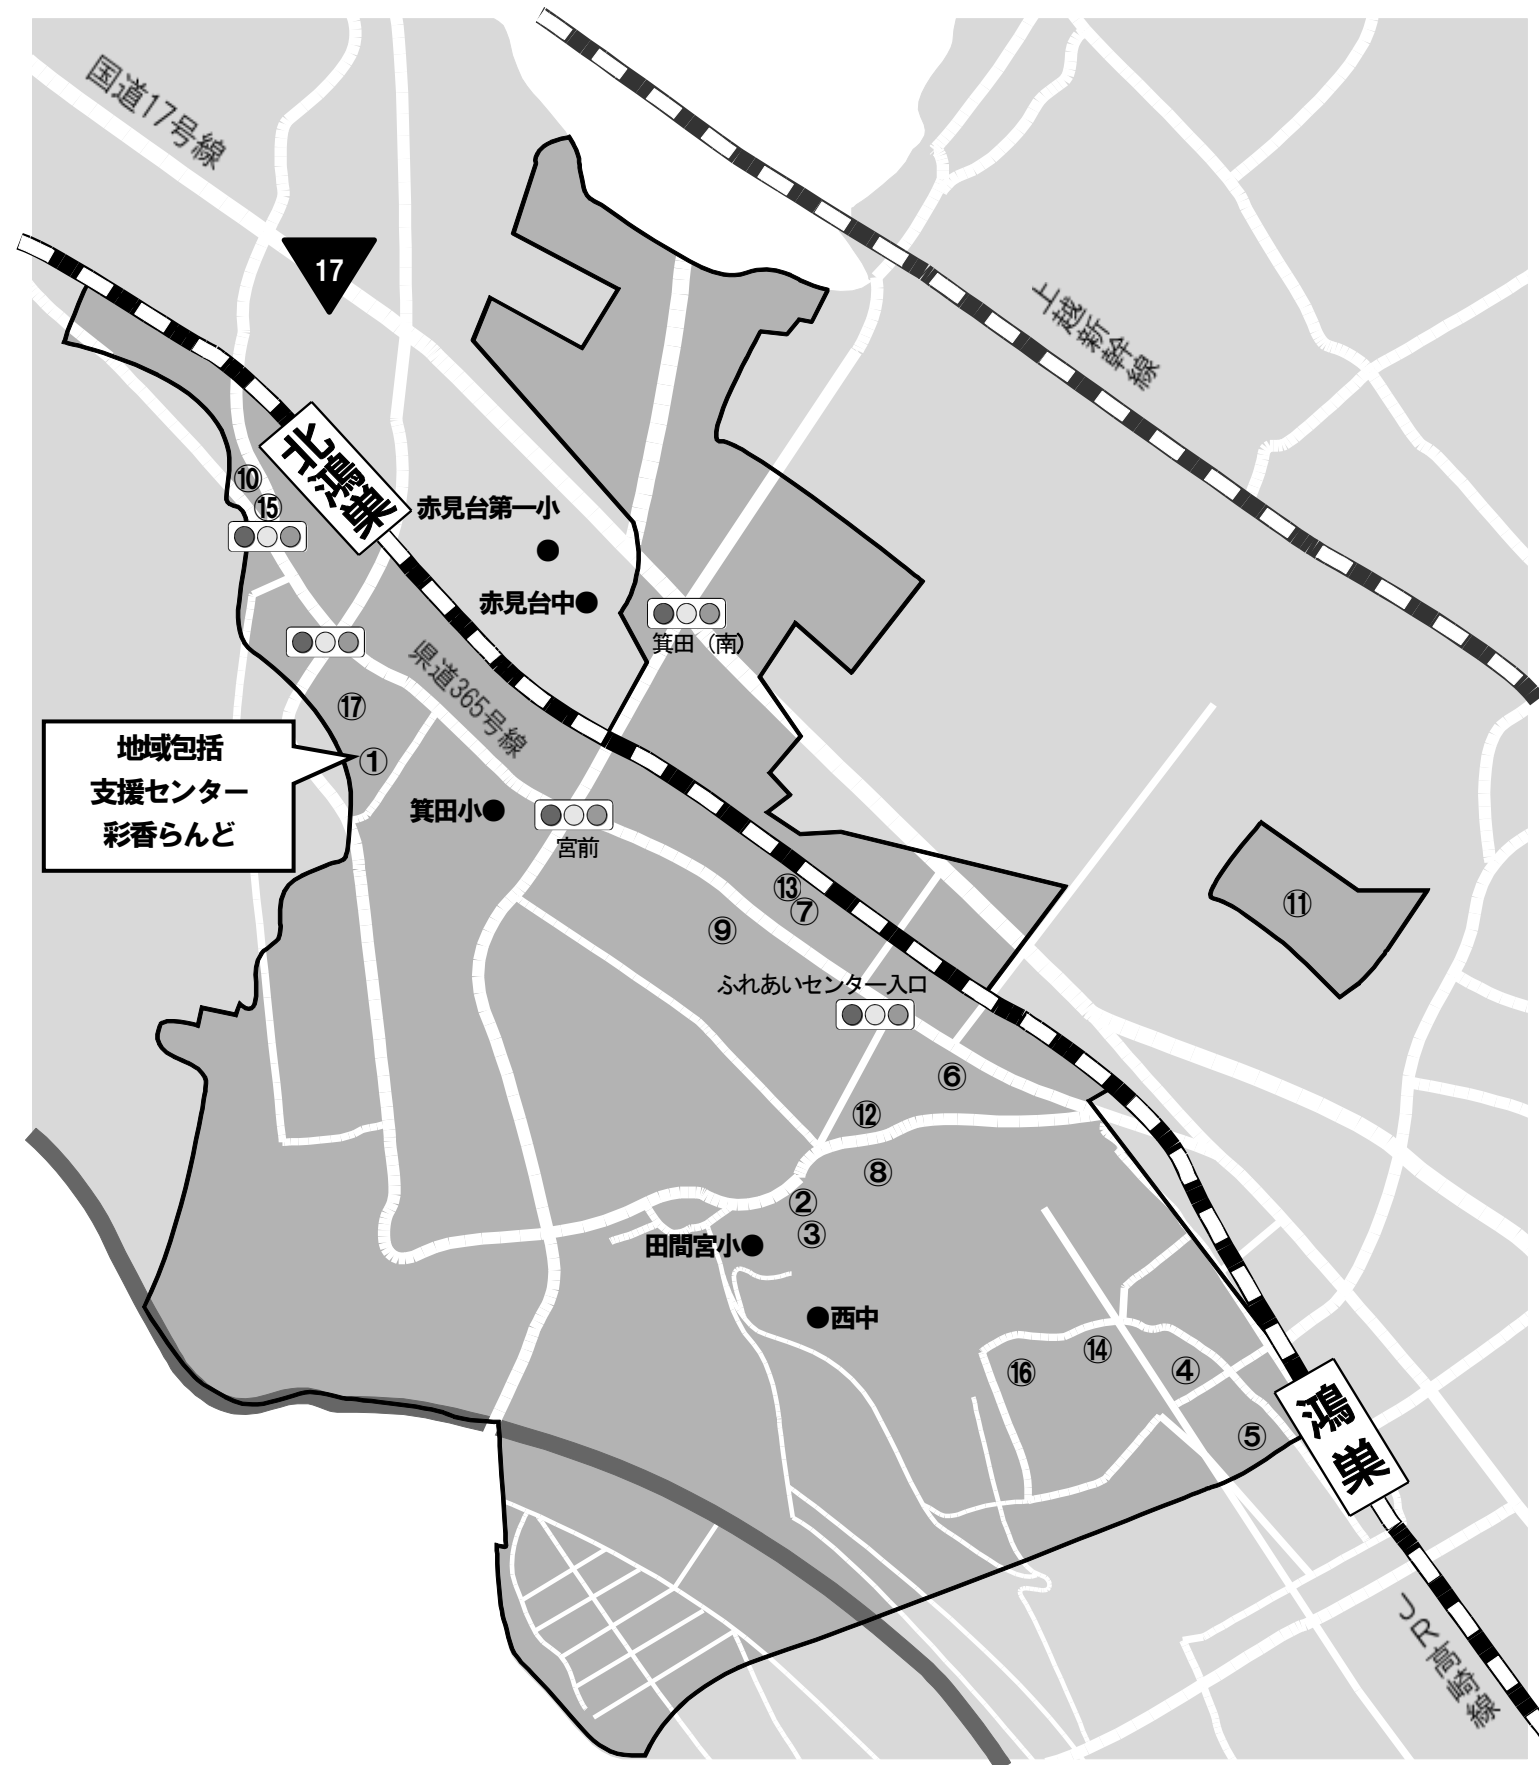 国道17号線
17
上越新幹線
北鴻巣
⑩
⑮
赤見台第一小
赤見台中
箕田（南）
県道365号線
⑰
①
地域包括
支援センター
彩香らんど
箕田小
宮前
⑬
⑦
⑨
⑪
ふれあいセンター入口
⑥
⑫
⑧
②
③
田間宮小
西中
⑭
⑯
④
⑤
鴻巣
JR高崎線